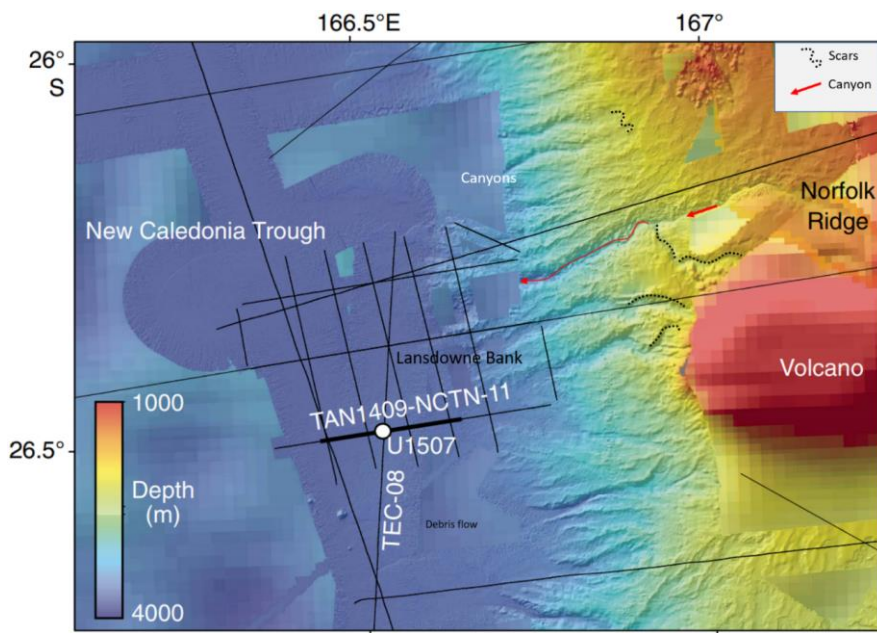 166.5°E
167°
26°
S
Scars
Canyon
Canyons
Norfolk
Ridge
New Caledonia Trough
Lansdowne Bank
Volcano
1000
TAN1409-NCTN-11
26.5°
U1507
Depth
(m)
TEC-08
Debris flow
4000